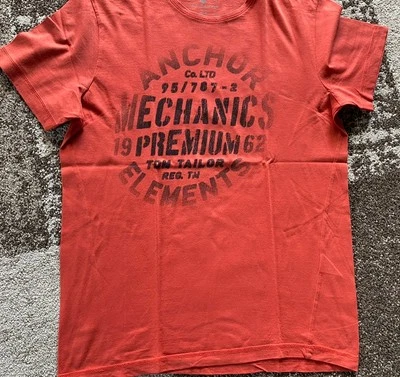 ANCHOR
Co. LTD
95/787-2
MECHANICS
19 PREMIUM 62
TOM TAILOR
REG. TM
ELEMENTS